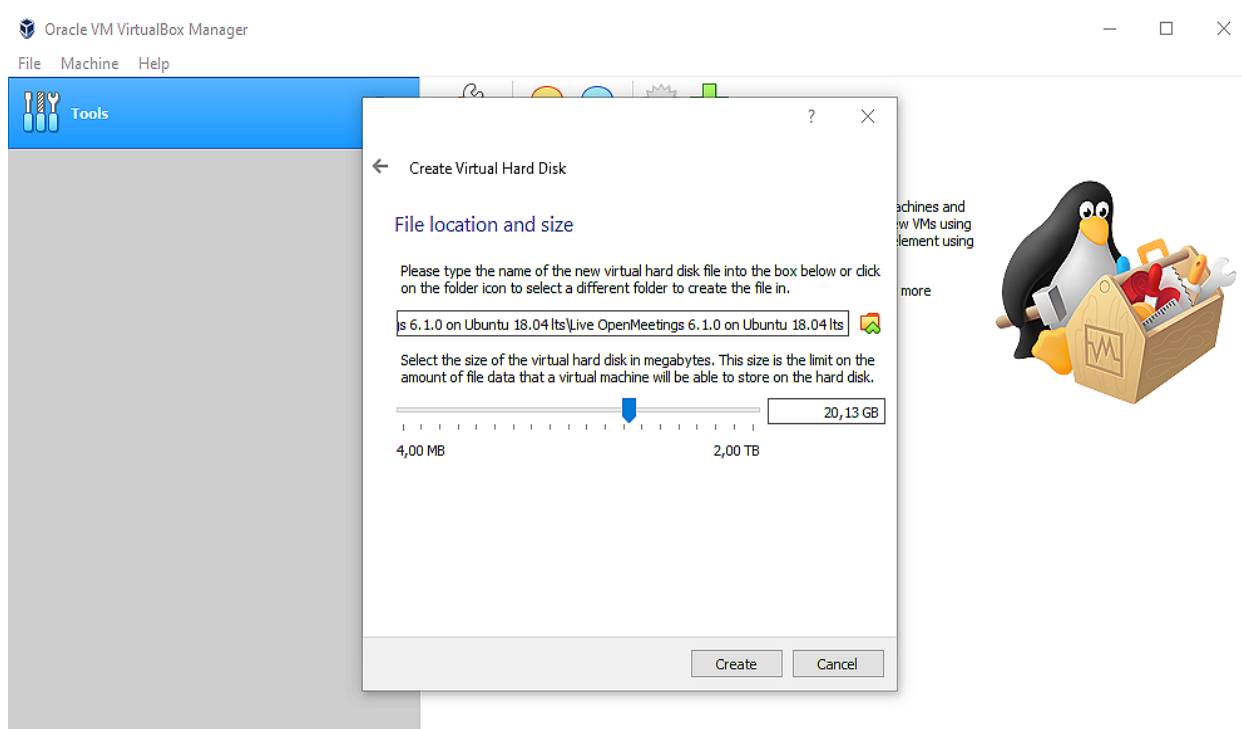 Oracle VM VirtualBox Manager
File Machine Help
Tools
?
Create Virtual Hard Disk
File location and size
Please type the name of the new virtual hard disk file into the box below or click
on the folder icon to select a different folder to create the file in.
s 6.1.0 on Ubuntu 18.04 lts\Live OpenMeetings 6.1.0 on Ubuntu 18.04 lts
Select the size of the virtual hard disk in megabytes. This size is the limit on the
amount of file data that a virtual machine will be able to store on the hard disk.
20,13 GB
4,00 MB
2,00 TB
Create
Cancel
achines and
ew VMs using
element using
more